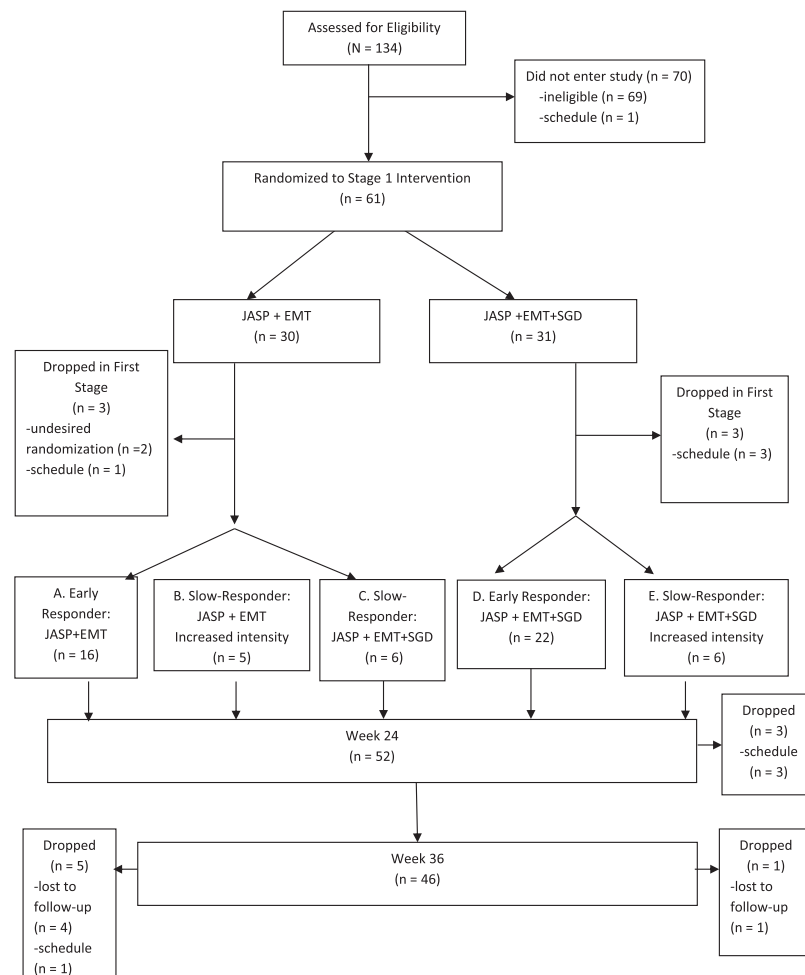 Assessed for Eligibility
(N = 134)
Did not enter study (n = 70)
-ineligible (n = 69)
-schedule (n = 1)
Randomized to Stage 1 Intervention
(n = 61)
JASP + EMT
(n = 30)
JASP +EMT+SGD
(n = 31)
Dropped in First
Stage
(n = 3)
-undesired
randomization (n =2)
-schedule (n = 1)
Dropped in First
Stage
(n = 3)
-schedule (n = 3)
A. Early
Responder:
JASP+EMT
(n = 16)
B. Slow-Responder:
JASP + EMT
Increased intensity
(n = 5)
C. Slow-
Responder:
JASP + EMT+SGD
(n = 6)
D. Early Responder:
JASP + EMT+SGD
(n = 22)
E. Slow-Responder:
JASP + EMT+SGD
Increased intensity
(n = 6)
Week 24
(n = 52)
Dropped
(n = 3)
-schedule
(n = 3)
Dropped
(n = 5)
-lost to
follow-up
(n = 4)
-schedule
(n = 1)
Week 36
(n = 46)
Dropped
(n = 1)
-lost to
follow-up
(n = 1)